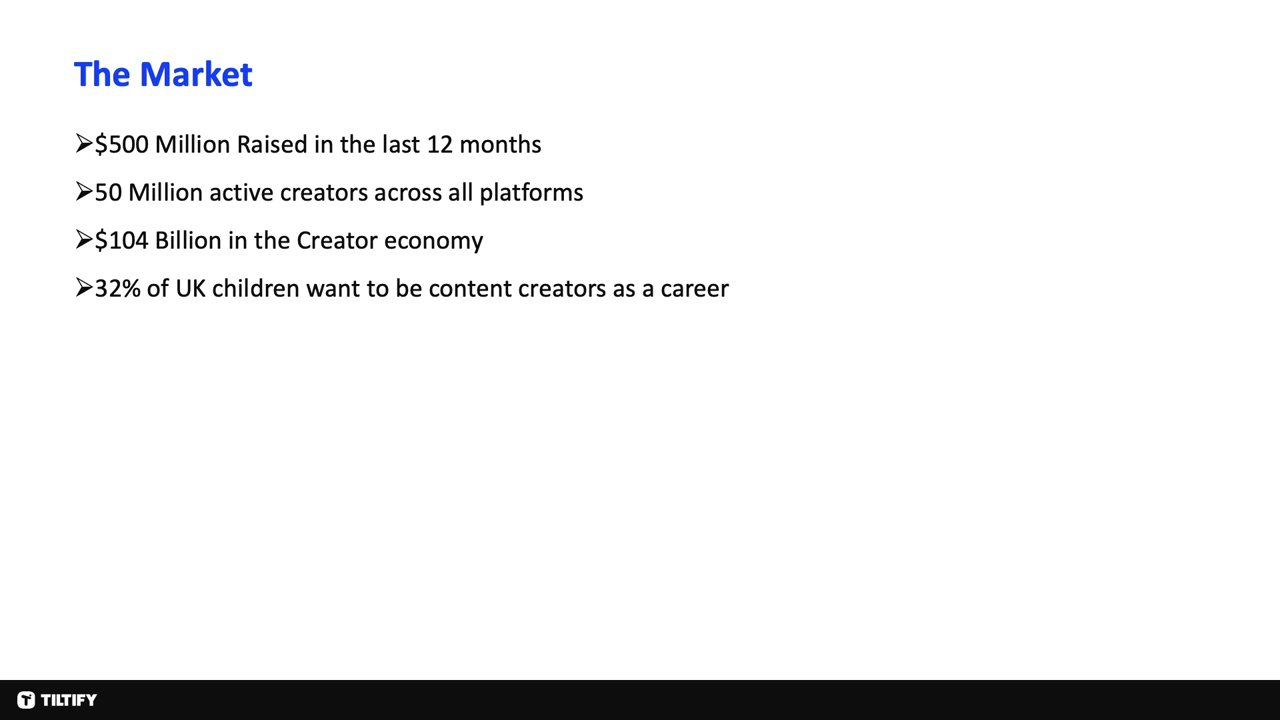 The Market
➢$500 Million Raised in the last 12 months
➢50 Million active creators across all platforms
➢$104 Billion in the Creator economy
➢32% of UK children want to be content creators as a career
TILTIFY